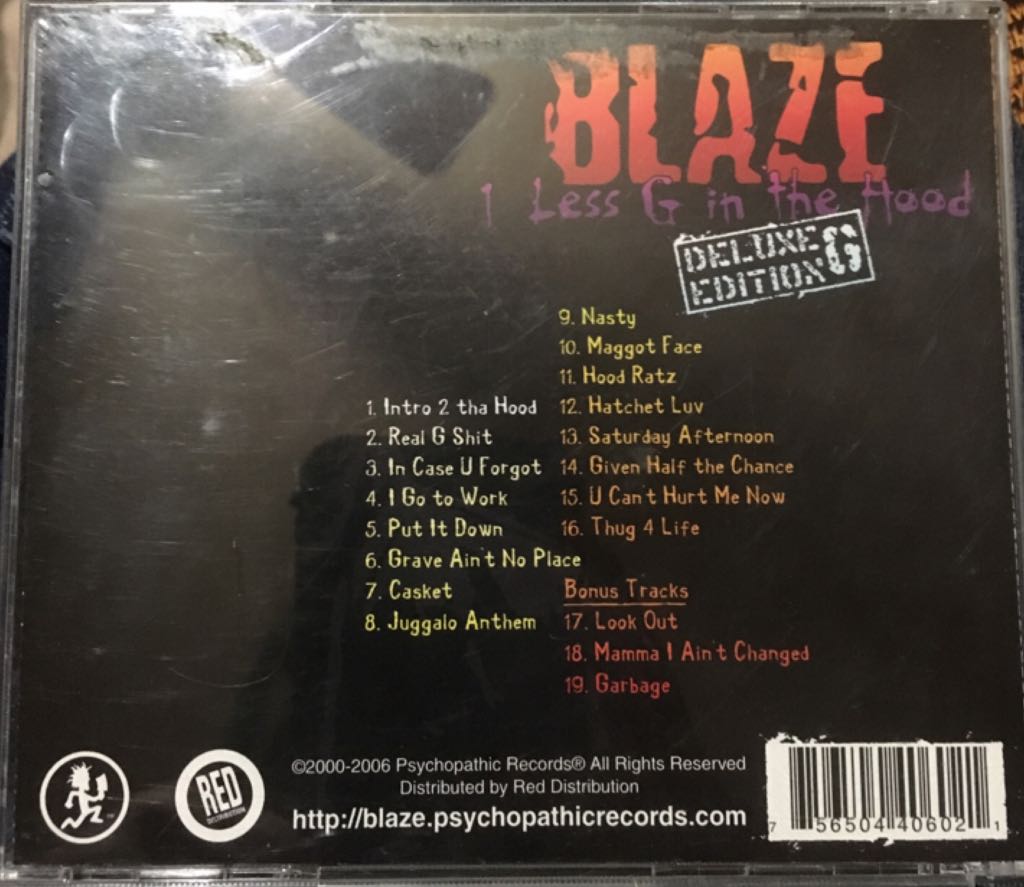 BLAZE
1 Less G in the Hood
DELUXE G
EDITION
1. Intro 2 tha Hood
2. Real G Shit
3. In Case U Forgot
4. I Go to Work
5. Put It Down
6. Grave Ain't No Place
7. Casket
8. Juggalo Anthem
9. Nasty
10. Maggot Face
11. Hood Ratz
12. Hatchet Luv
13. Saturday Afternoon
14. Given Half the Chance
15. U Can't Hurt Me Now
16. Thug 4 Life
Bonus Tracks
17. Look Out
18. Mamma I Ain't Changed
19. Garbage
RED
DISTRIBUTION
©2000-2006 Psychopathic Records® All Rights Reserved
Distributed by Red Distribution
http://blaze.psychopathicrecords.com
7 56504 40602 1